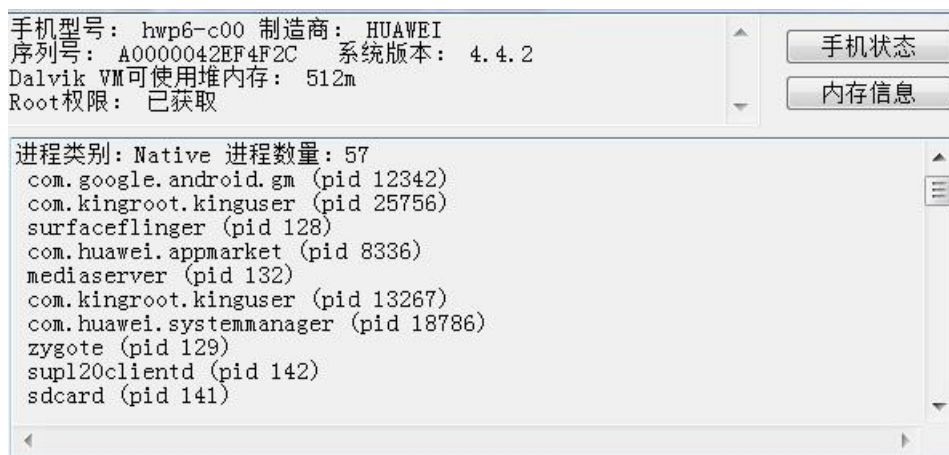 手机型号: hwp6-c00 制造商: HUAWEI
序列号: A0000042EF4F2C 系统版本: 4.4.2
Dalvik VM可使用堆内存: 512m
Root权限: 已获取
手机状态
内存信息
进程类别: Native 进程数量: 57
com.google.android.gm (pid 12342)
com.kingroot.kinguser (pid 25756)
surfaceflinger (pid 128)
com.huawei.appmarket (pid 8336)
mediaserver (pid 132)
com.kingroot.kinguser (pid 13267)
com.huawei.systemmanager (pid 18786)
zygote (pid 129)
supl20clientd (pid 142)
sdcard (pid 141)